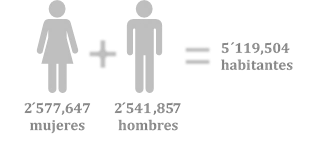 5´119,504
habitantes
2´577,647
mujeres
2´541,857
hombres